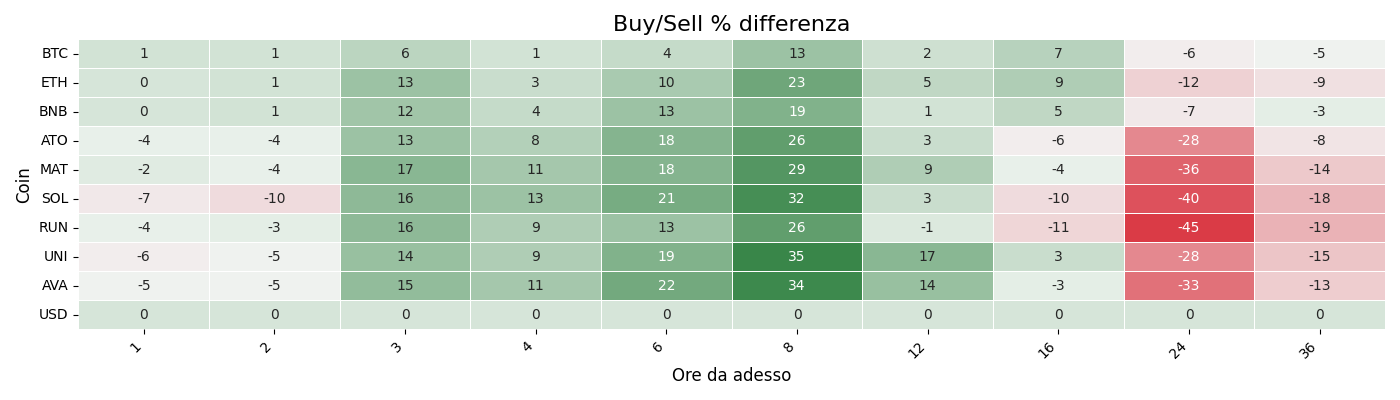 Buy/Sell % differenza
Coin
BTC 1 1 6 1 4 13 2 7 -6 -5
ETH 0 1 13 3 10 23 5 9 -12 -9
BNB 0 1 12 4 13 19 1 5 -7 -3
ATO -4 -4 13 8 18 26 3 -6 -28 -8
MAT -2 -4 17 11 18 29 9 -4 -36 -14
SOL -7 -10 16 13 21 32 3 -10 -40 -18
RUN -4 -3 16 9 13 26 -1 -11 -45 -19
UNI -6 -5 14 9 19 35 17 3 -28 -15
AVA -5 -5 15 11 22 34 14 -3 -33 -13
USD 0 0 0 0 0 0 0 0 0 0
1 2 3 4 6 8 12 16 24 36
Ore da adesso